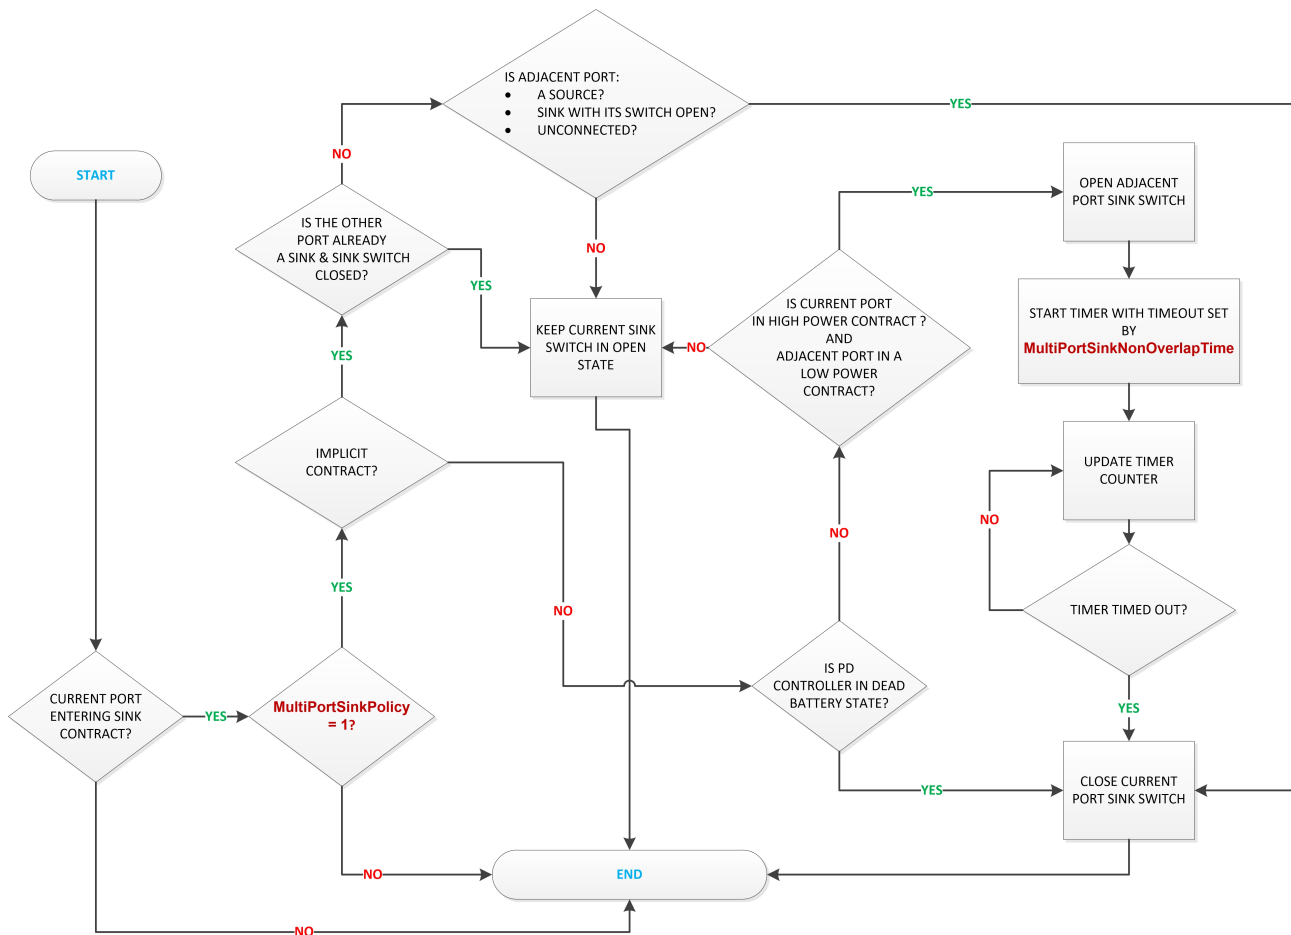 IS ADJACENT PORT:
• A SOURCE?
• SINK WITH ITS SWITCH OPEN?
• UNCONNECTED?
YES
NO
START
OPEN ADJACENT
PORT SINK SWITCH
YES
IS THE OTHER
PORT ALREADY
A SINK & SINK SWITCH
CLOSED?
NO
YES
KEEP CURRENT SINK
SWITCH IN OPEN
STATE
IS CURRENT PORT
IN HIGH POWER CONTRACT ?
AND
ADJACENT PORT IN A
LOW POWER
CONTRACT?
NO
START TIMER WITH TIMEOUT SET
BY
MultiPortSinkNonOverlapTime
YES
IMPLICIT
CONTRACT?
UPDATE TIMER
COUNTER
NO
NO
YES
NO
TIMER TIMED OUT?
IS PD
CONTROLLER IN DEAD
BATTERY STATE?
CURRENT PORT
ENTERING SINK
CONTRACT?
YES
MultiPortSinkPolicy
= 1?
YES
YES
CLOSE CURRENT
PORT SINK SWITCH
NO
END
NO